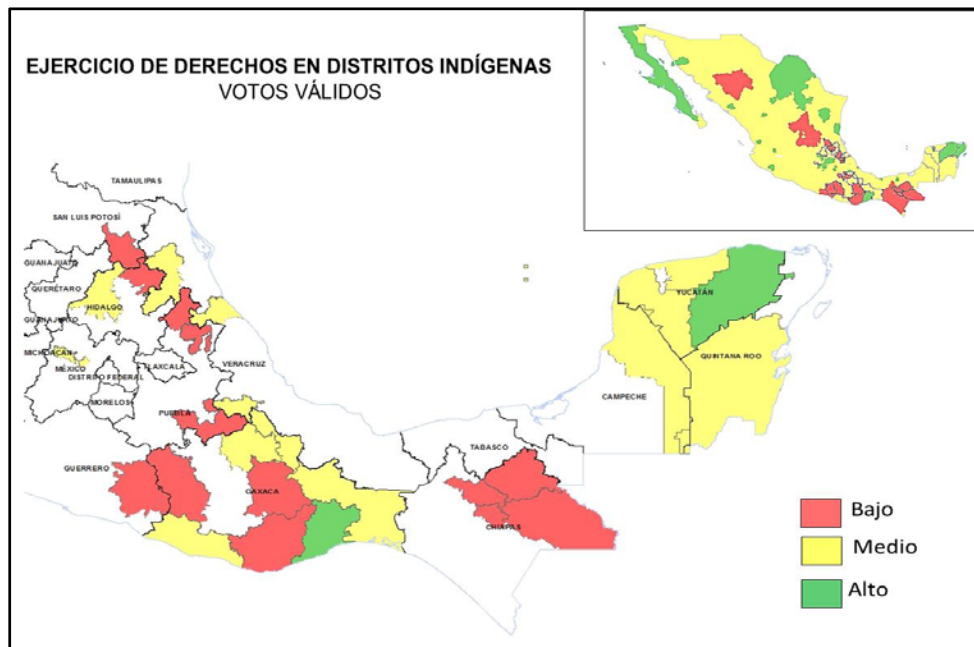 EJERCICIO DE DERECHOS EN DISTRITOS INDÍGENAS
VOTOS VÁLIDOS
TAMAULIPAS
SAN LUIS POTOSÍ
GUANAJUATO
QUERÉTARO
HIDALGO
GUANAJUATO
MICHOACÁN
MÉXICO
TLAXCALA
VERACRUZ
DISTRITO FEDERAL
MORELOS
PUEBLA
GUERRERO
OAXACA
TABASCO
CHIAPAS
YUCATÁN
QUINTANA ROO
CAMPECHE
Bajo
Medio
Alto